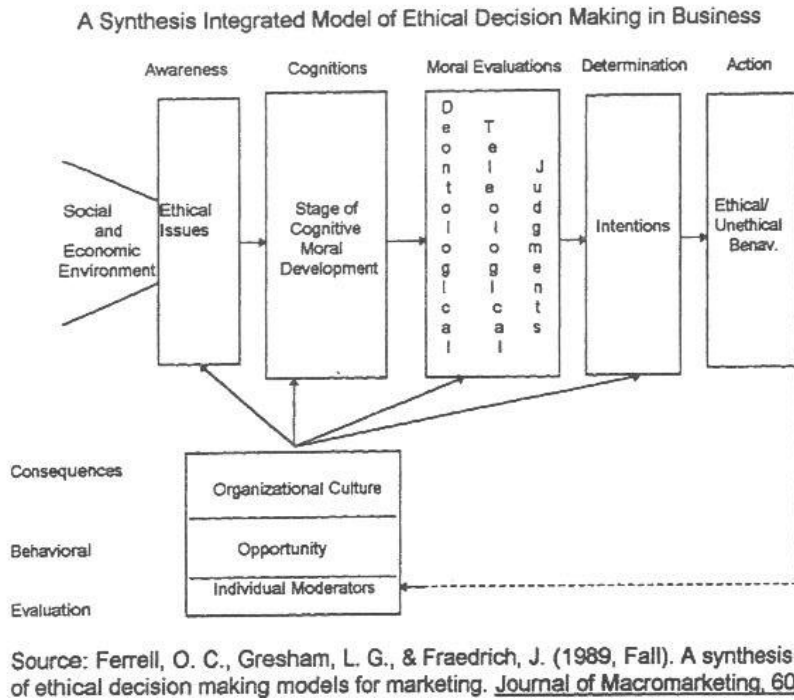 A Synthesis Integrated Model of Ethical Decision Making in Business
Awareness
Cognitions
Moral Evaluations
Determination
Action
Social
and
Economic
Environment
Ethical
Issues
Stage of
Cognitive
Moral
Development
Deontological
Teleological
Judgments
Intentions
Ethical/
Unethical
Benav.
Consequences
Behavioral
Evaluation
Organizational Culture
Opportunity
Individual Moderators
Source: Ferrell, O. C., Gresham, L. G., & Fraedrich, J. (1989, Fall). A synthesis
of ethical decision making models for marketing. Journal of Macromarketing, 60